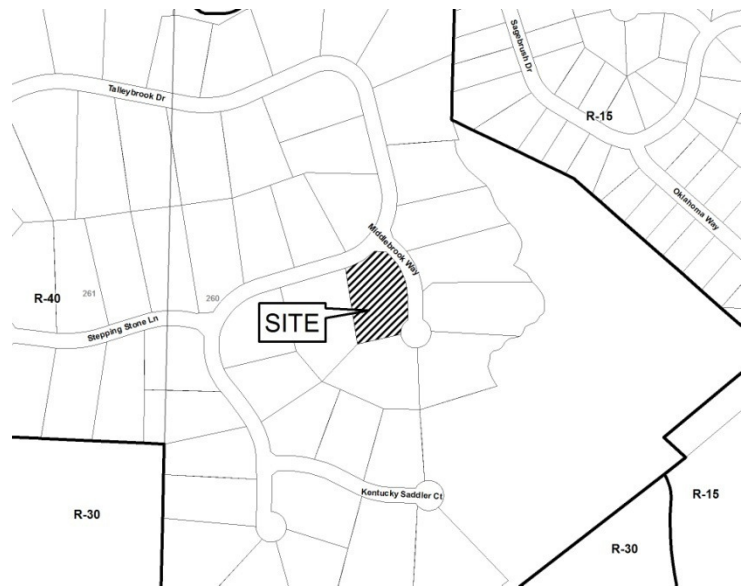 Sagebrush Dr
Talleybrook Dr
R-15
Oklahoma Way
Middlebrook Way
R-40
261
260
SITE
Stepping Stone Ln
Kentucky Saddler Ct
R-30
R-15
R-30